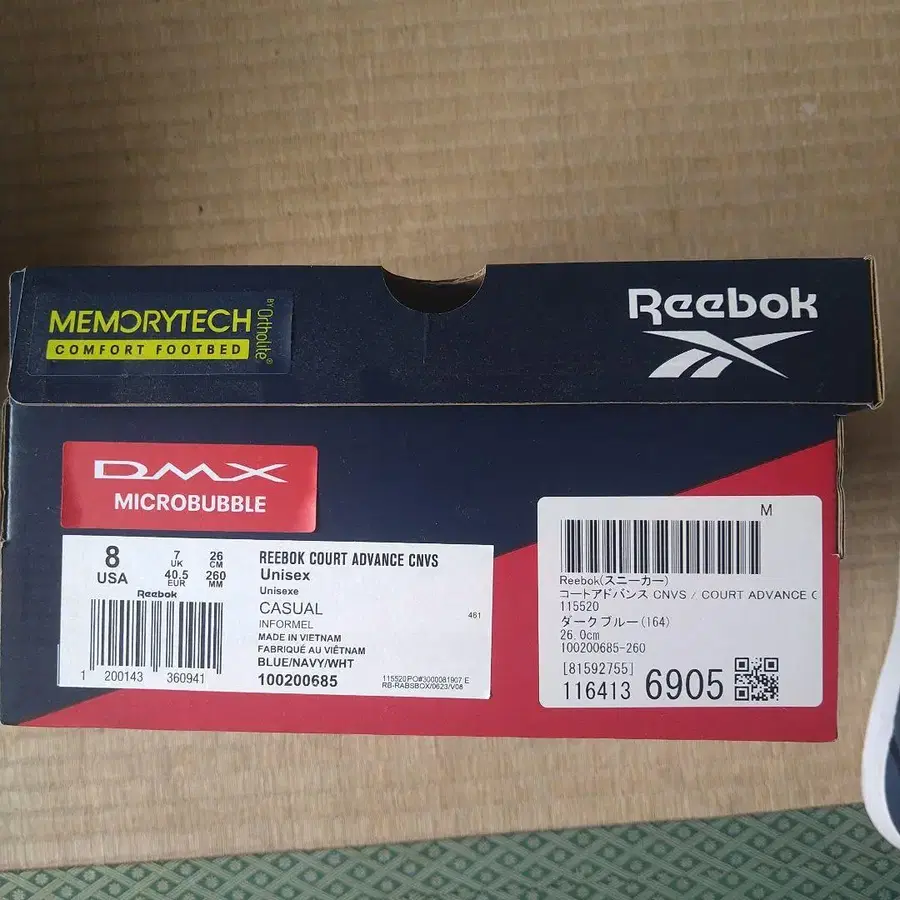 MEMORYTECH
BY Ortholite®
COMFORT FOOTBED
Reebok
DMX
MICROBUBBLE
8
USA
7
UK
26
CM
40.5
EUR
260
MM
Reebok
1 200143 360941
REEBOK COURT ADVANCE CNVS
Unisex
Unisexe
CASUAL
461
INFORMEL
MADE IN VIETNAM
FABRIQUÉ AU VIÊTNAM
BLUE/NAVY/WHT
100200685
115520PO#3000081907 E
RB-RABSBOX/0623/V08
M
Reebok(スニーカー)
コートアドバンス CNVS / COURT ADVANCE C
115520
ダークブルー(164)
26.0cm
100200685-260
[81592755]
116413 6905